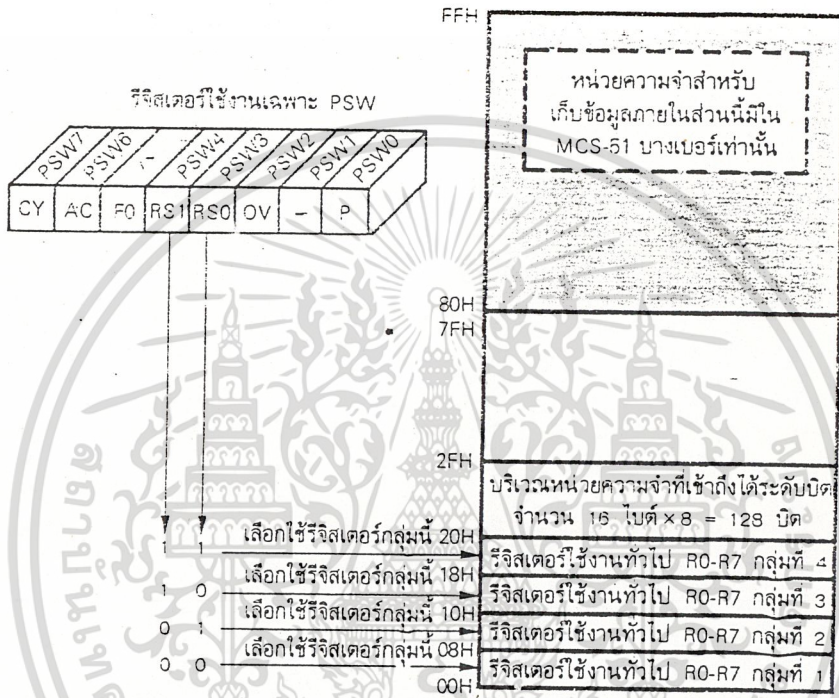 FFH
หน่วยความจำสำหรับ
เก็บข้อมูลภายในส่วนนี้มีใน
MCS-51 บางเบอร์เท่านั้น
รีจิสเตอร์ใช้งานเฉพาะ PSW
PSW7 PSW6 PSW4 PSW3 PSW2 PSW1 PSW0
CY AC F0 RS1 RS0 OV – P
80H
7FH
2FH
บริเวณหน่วยความจำที่เข้าถึงได้ระดับบิต
จำนวน 16 ไบต์ × 8 = 128 บิต
1 1 เลือกใช้รีจิสเตอร์กลุ่มนี้ 20H
รีจิสเตอร์ใช้งานทั่วไป R0-R7 กลุ่มที่ 4
1 0 เลือกใช้รีจิสเตอร์กลุ่มนี้ 18H
รีจิสเตอร์ใช้งานทั่วไป R0-R7 กลุ่มที่ 3
0 1 เลือกใช้รีจิสเตอร์กลุ่มนี้ 10H
รีจิสเตอร์ใช้งานทั่วไป R0-R7 กลุ่มที่ 2
0 0 เลือกใช้รีจิสเตอร์กลุ่มนี้ 08H
รีจิสเตอร์ใช้งานทั่วไป R0-R7 กลุ่มที่ 1
00H